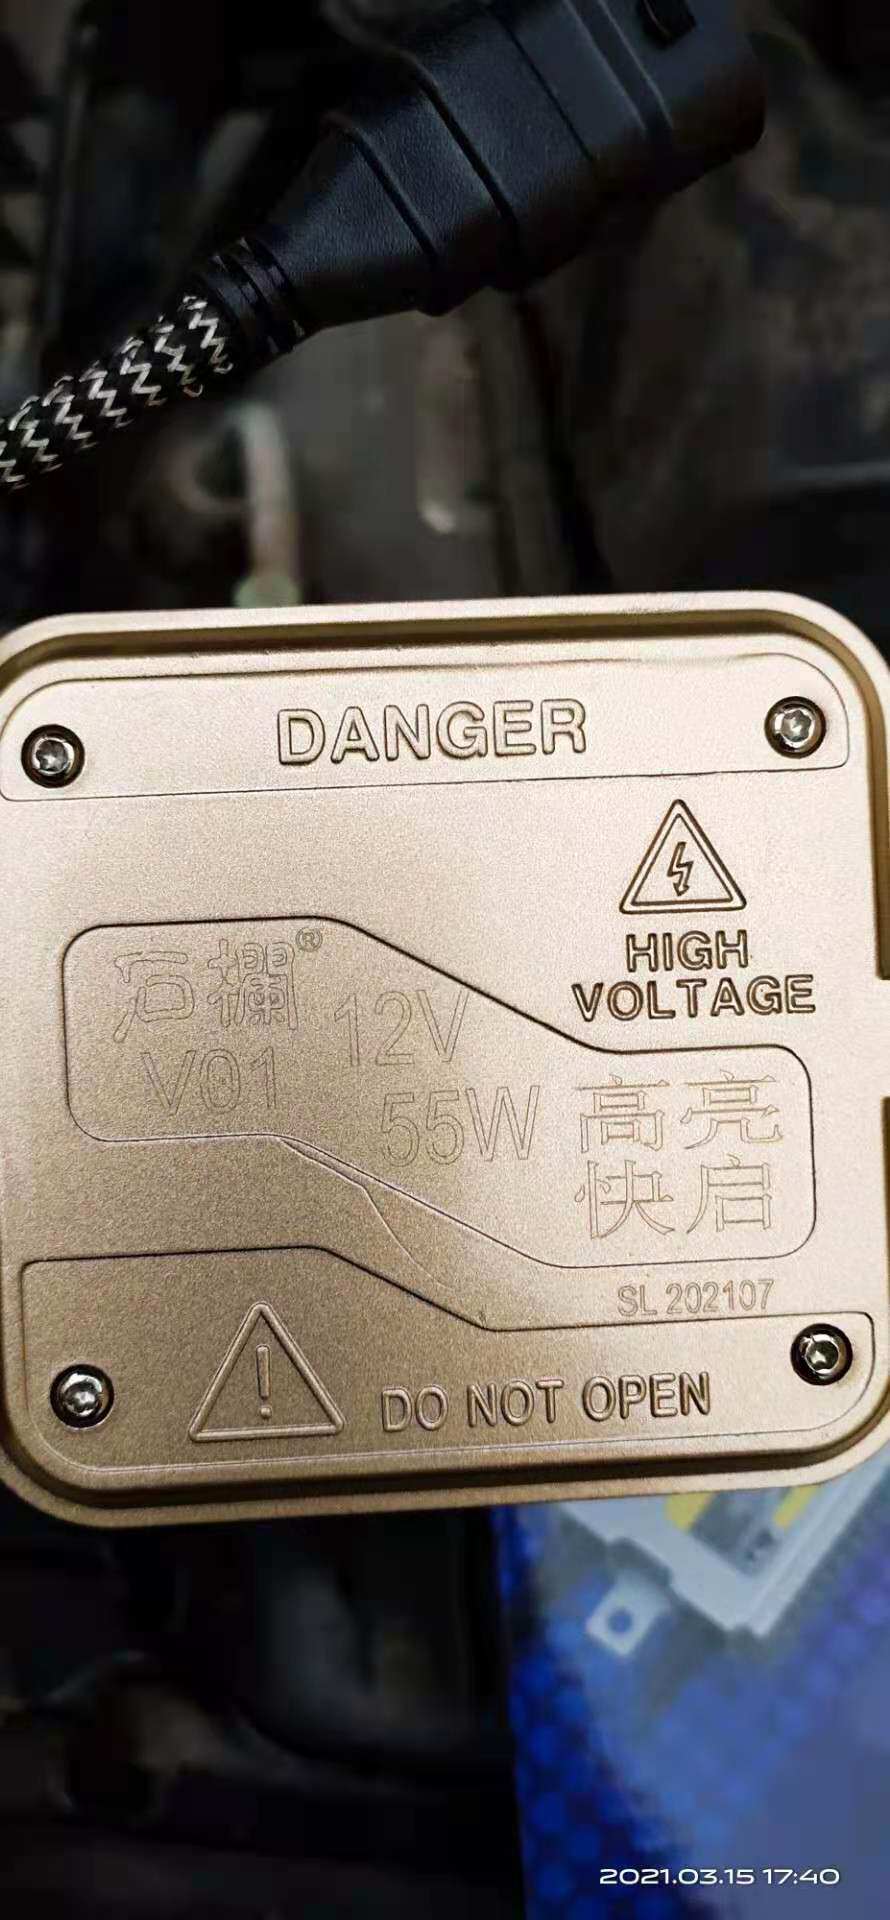 DANGER
HIGH
VOLTAGE
石欄®
V01
12V
55W
高亮
快启
SL 202107
DO NOT OPEN
2021.03.15 17:40